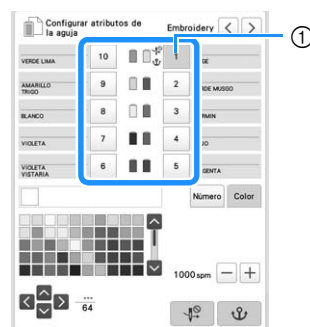 Configurar atributos de
la aguja
Embroidery
①
VERDE LIMA 10 1 GE
AMARILLO
TRIGO
9 2 RDE MUSGO
BLANCO 8 3 RMIN
VIOLETA 7 4 JO
VIOLETA
VISTARIA
6 5 GENTA
Número Color
1000 spm − +
---
64